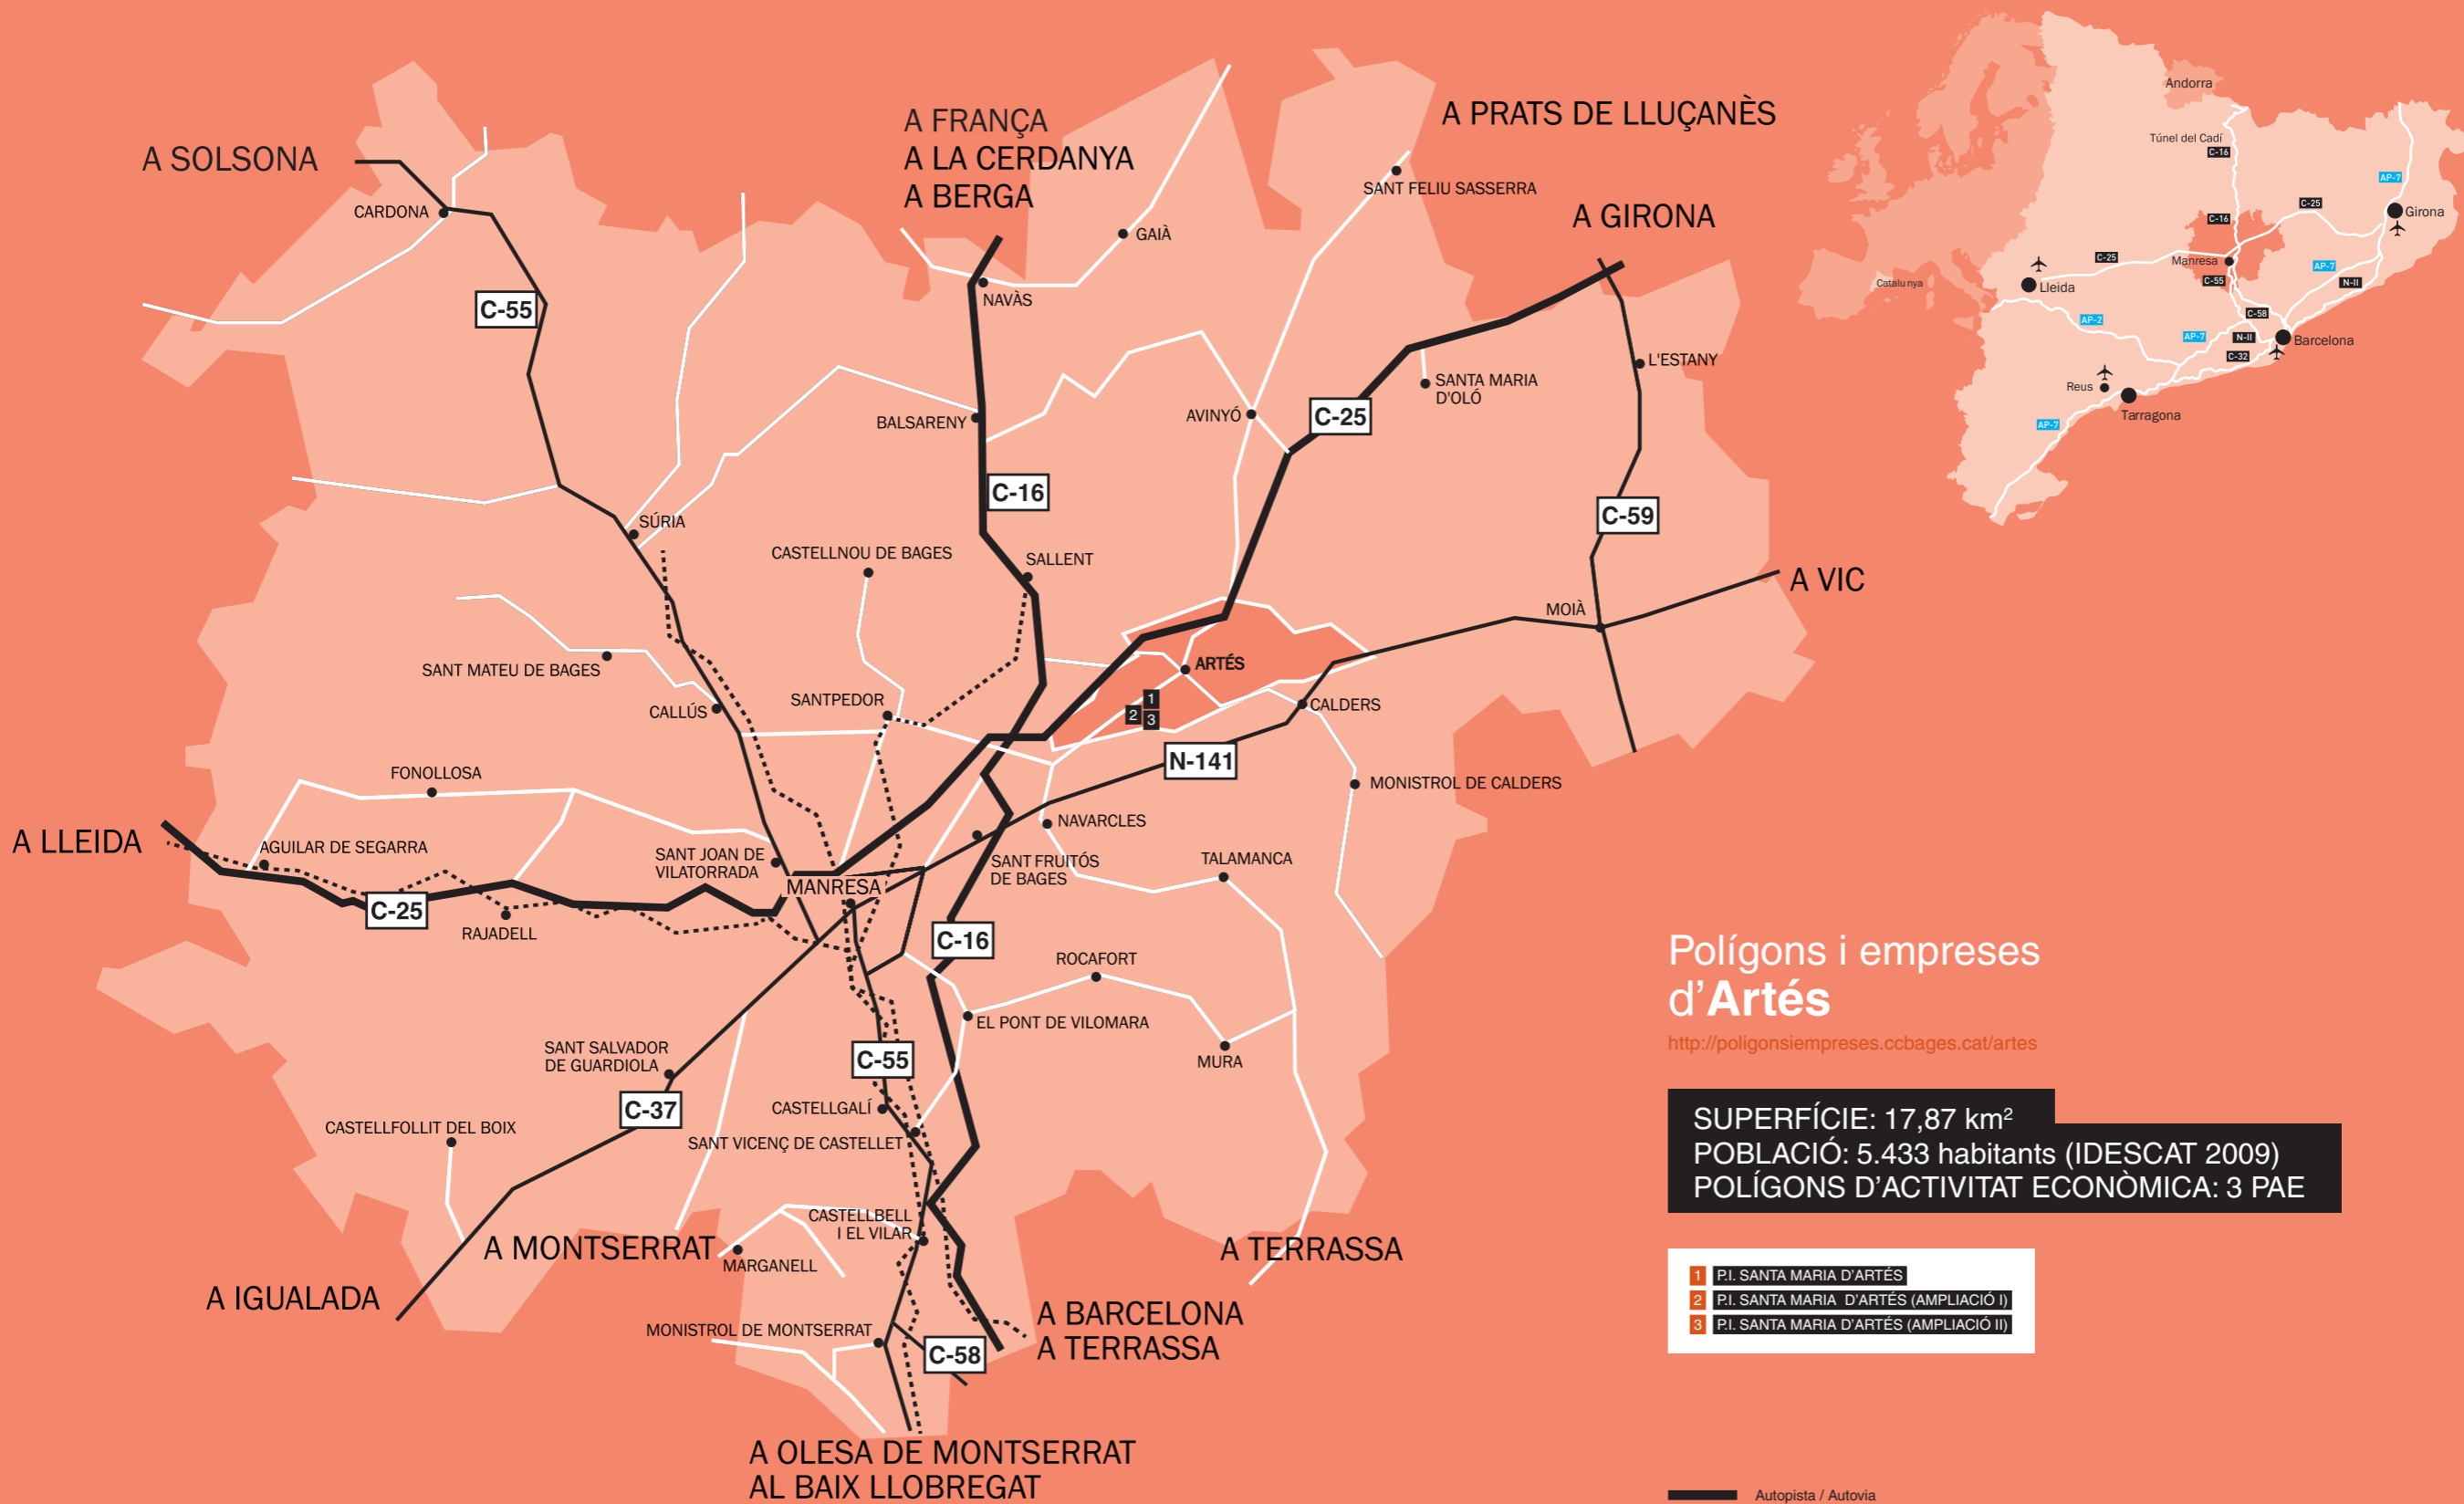 A SOLSONA
A FRANÇA
A LA CERDANYA
A BERGA
A PRATS DE LLUÇANÈS
A GIRONA
CARDONA
C-55
NAVÀS
GAIÀ
SANT FELIU SASSERRA
L'ESTANY
SANTA MARIA
D'OLÓ
BALSARENY
AVINYÓ
C-25
C-16
C-59
SÚRIA
CASTELLNOU DE BAGES
SALLENT
A VIC
MOIÀ
SANT MATEU DE BAGES
ARTÉS
CALLÚS
SANTPEDOR
1
2
3
CALDERS
N-141
FONOLLOSA
MONISTROL DE CALDERS
A LLEIDA
AGUILAR DE SEGARRA
NAVARCLES
SANT JOAN DE
VILATORRADA
MANRESA
SANT FRUITÓS
DE BAGES
TALAMANCA
C-25
RAJADELL
C-16
ROCAFORT
EL PONT DE VILOMARA
MURA
SANT SALVADOR
DE GUARDIOLA
C-55
C-37
CASTELLGALÍ
CASTELLFOLLIT DEL BOIX
SANT VICENÇ DE CASTELLET
CASTELLBELL
I EL VILAR
A MONTSERRAT
MARGANELL
A TERRASSA
A IGUALADA
A BARCELONA
A TERRASSA
MONISTROL DE MONTSERRAT
C-58
A OLESA DE MONTSERRAT
AL BAIX LLOBREGAT
Andorra
Túnel del Cadí
C-16
AP-7
C-16
C-25
Girona
C-25
Manresa
AP-7
Catalunya
Lleida
C-55
N-II
AP-2
C-58
AP-7
N-II
Barcelona
C-32
Reus
Tarragona
AP-7
Polígons i empreses
d'Artés
http://poligonsiempreses.ccbages.cat/artes
SUPERFÍCIE: 17,87 km²
POBLACIÓ: 5.433 habitants (IDESCAT 2009)
POLÍGONS D'ACTIVITAT ECONÒMICA: 3 PAE
1 P.I. SANTA MARIA D'ARTÉS
2 P.I. SANTA MARIA D'ARTÉS (AMPLIACIÓ I)
3 P.I. SANTA MARIA D'ARTÉS (AMPLIACIÓ II)
Autopista / Autovia